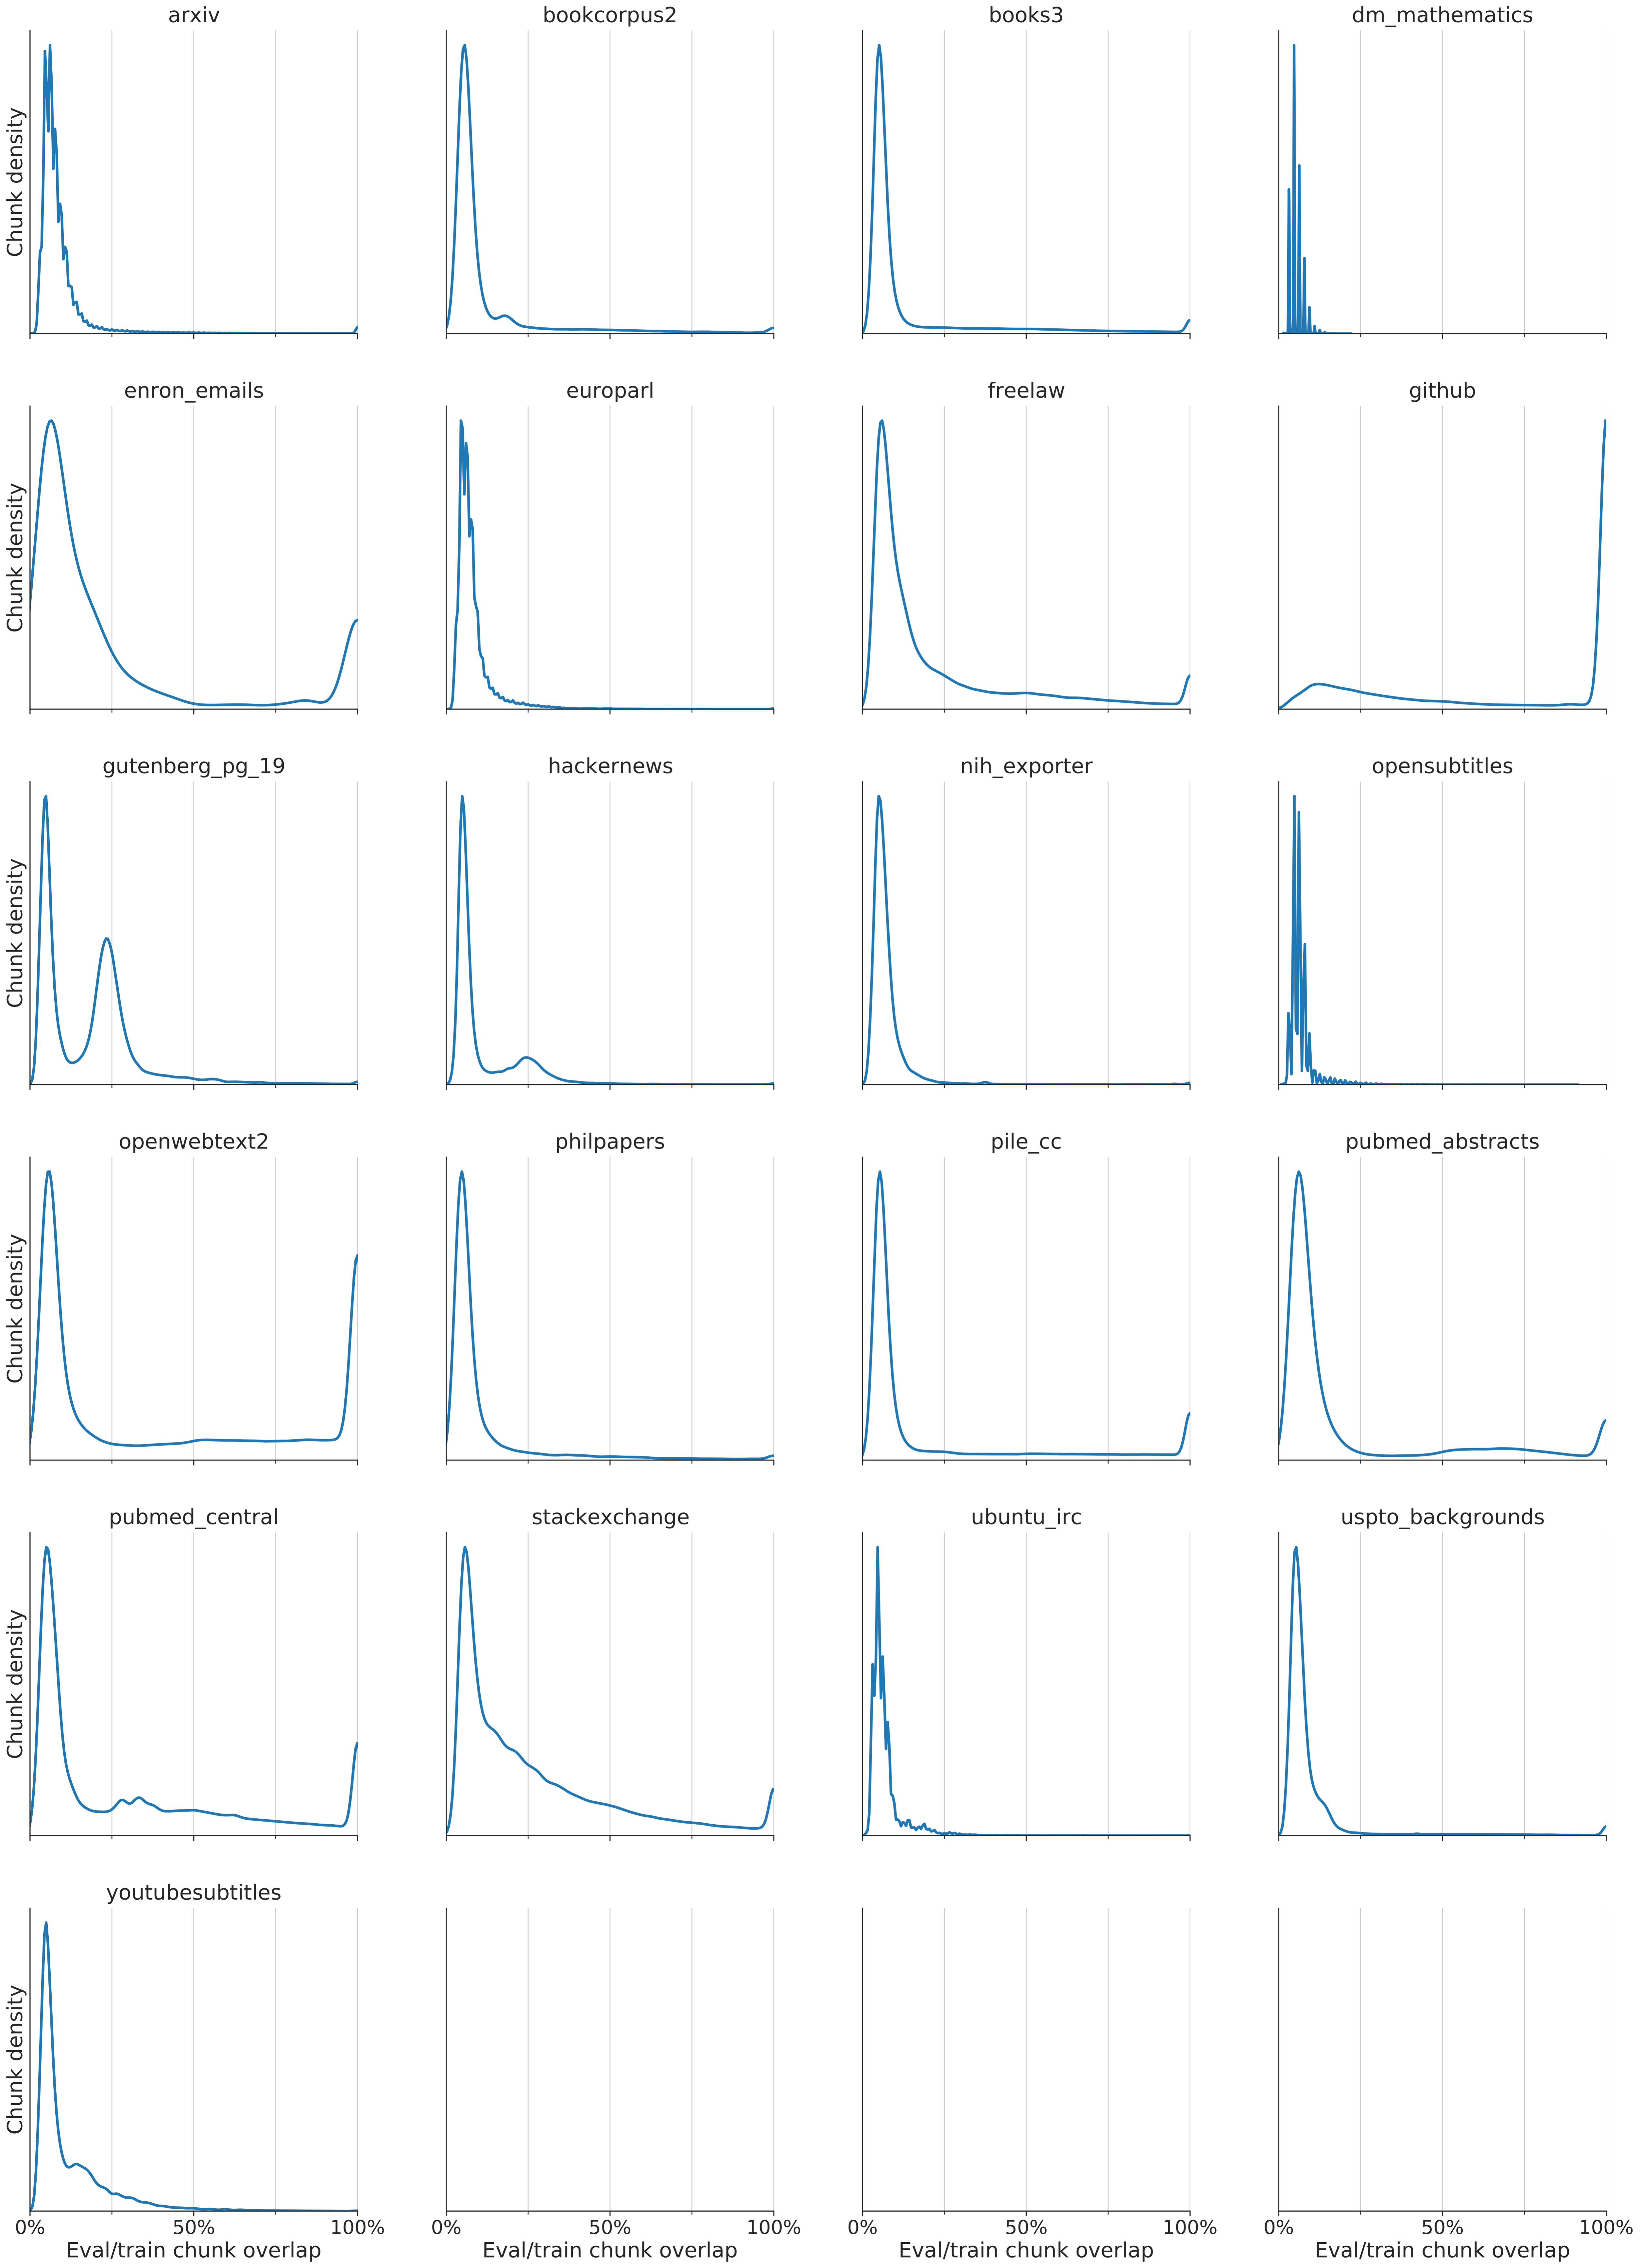 arxiv
bookcorpus2
books3
dm_mathematics
Chunk density
enron_emails
europarl
freelaw
github
Chunk density
gutenberg_pg_19
hackernews
nih_exporter
opensubtitles
Chunk density
openwebtext2
philpapers
pile_cc
pubmed_abstracts
Chunk density
pubmed_central
stackexchange
ubuntu_irc
uspto_backgrounds
Chunk density
youtubesubtitles
Chunk density
0% 50% 100%
0% 50% 100%
0% 50% 100%
0% 50% 100%
Eval/train chunk overlap
Eval/train chunk overlap
Eval/train chunk overlap
Eval/train chunk overlap